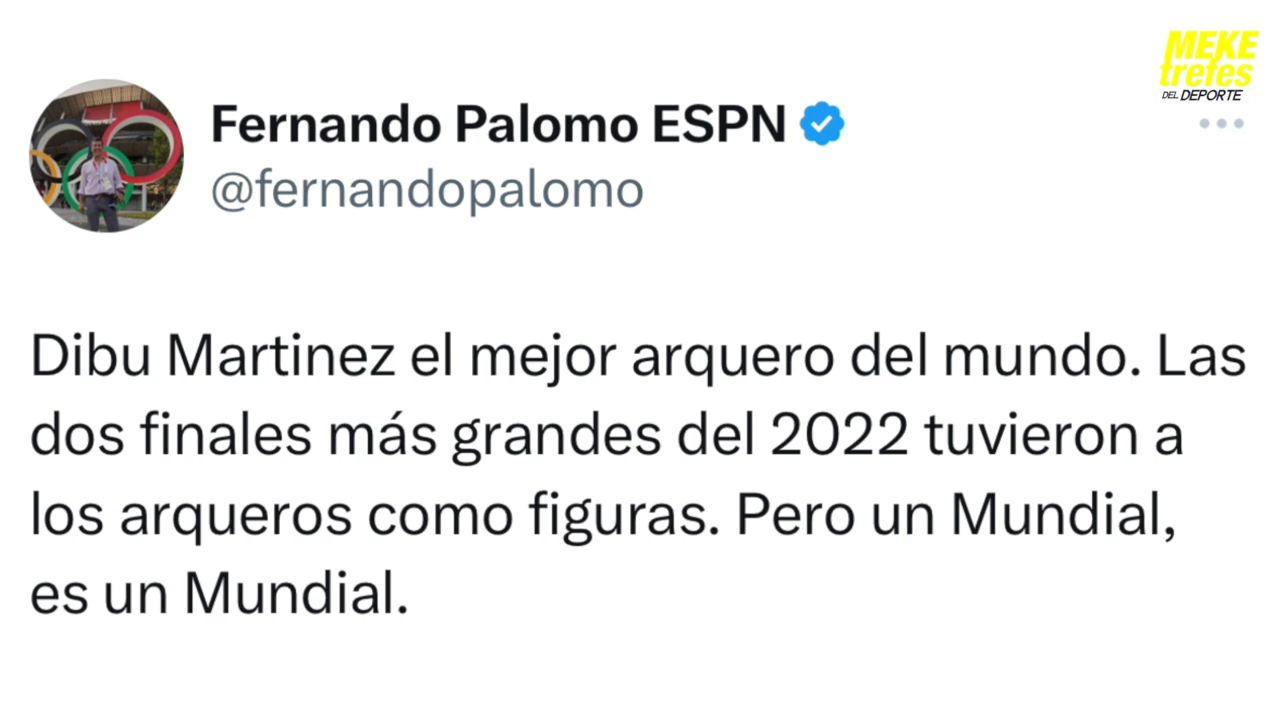 MEKE
trefes
DEL DEPORTE
Fernando Palomo ESPN
@fernandopalomo
Dibu Martinez el mejor arquero del mundo. Las
dos finales más grandes del 2022 tuvieron a
los arqueros como figuras. Pero un Mundial,
es un Mundial.